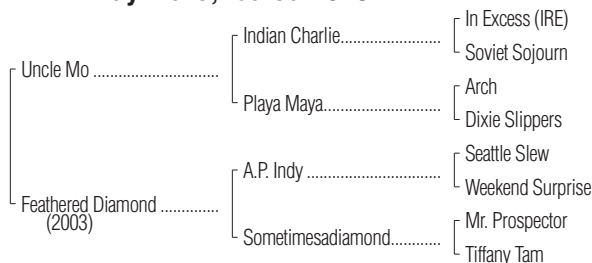 In Excess (IRE)
Indian Charlie....................
Soviet Sojourn
Uncle Mo .........................
Arch
Playa Maya........................
Dixie Slippers
Seattle Slew
A.P. Indy ...........................
Weekend Surprise
Feathered Diamond ............
(2003)
Mr. Prospector
Sometimesadiamond............
Tiffany Tam